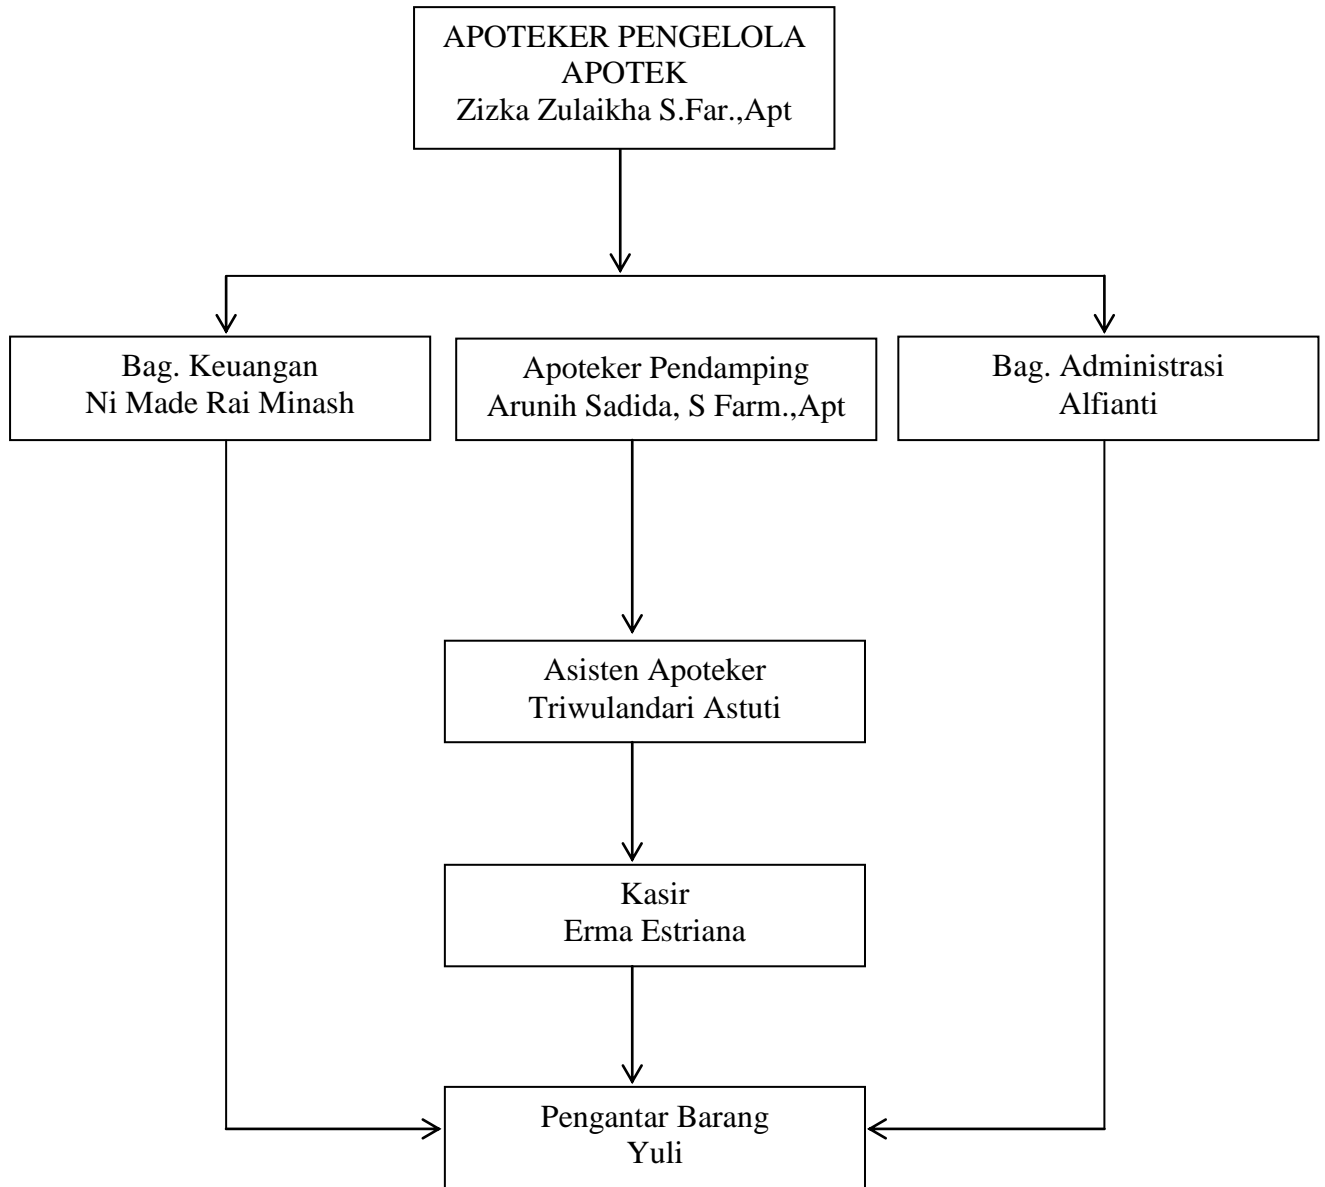 APOTEKER PENGELOLA
APOTEK
Zizka Zulaikha S.Far.,Apt
Bag. Keuangan
Ni Made Rai Minash
Apoteker Pendamping
Arunih Sadida, S Farm.,Apt
Bag. Administrasi
Alfianti
Asisten Apoteker
Triwulandari Astuti
Kasir
Erma Estriana
Pengantar Barang
Yuli